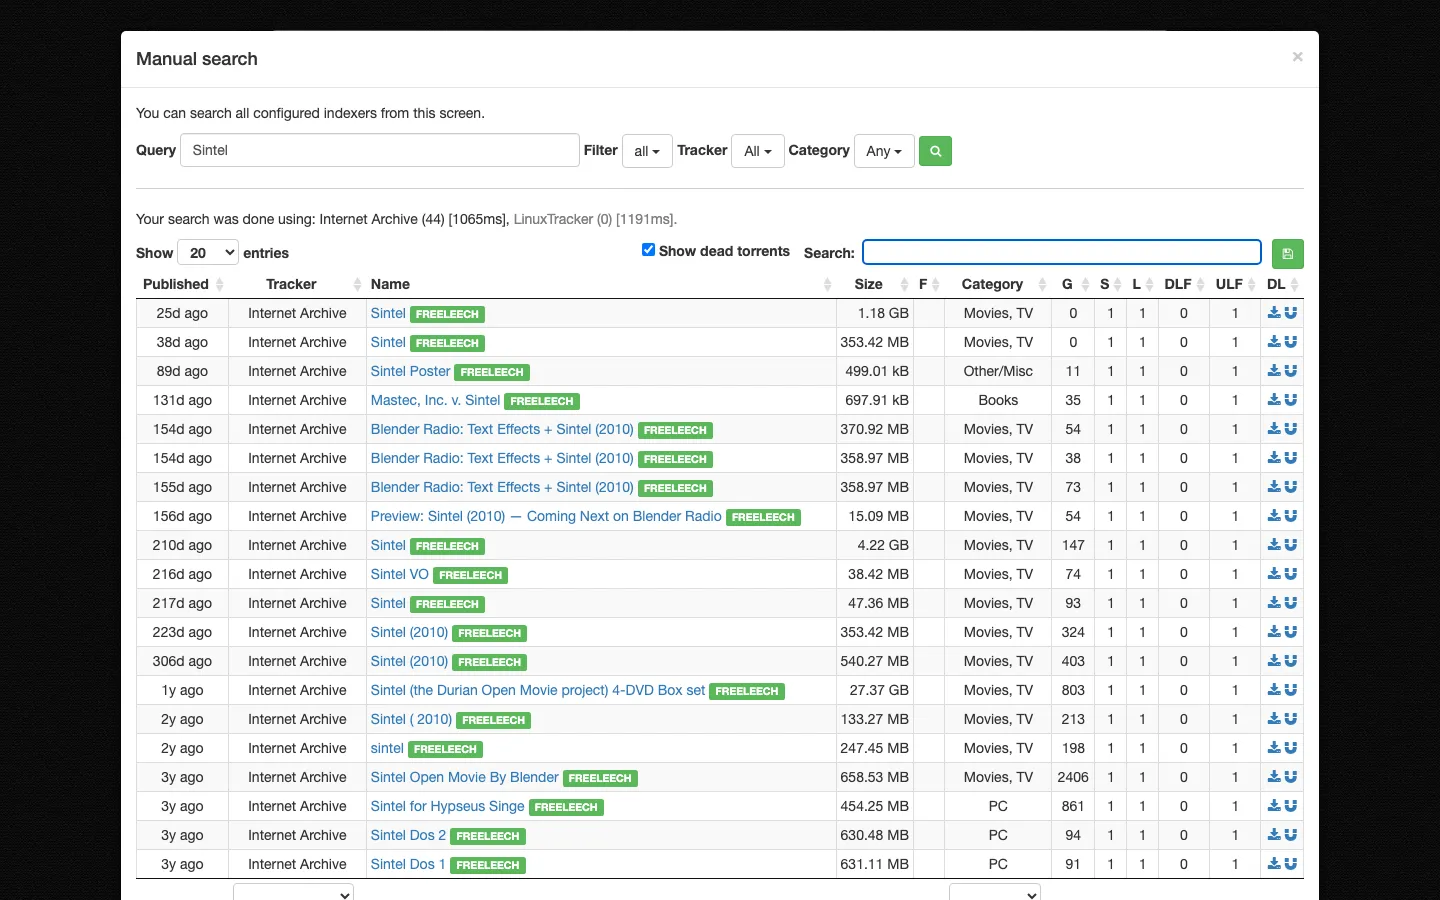 Manual search ×
You can search all configured indexers from this screen.
Query Sintel Filter all Tracker All Category Any
Your search was done using: Internet Archive (44) [1065ms], LinuxTracker (0) [1191ms].
Show 20 entries Show dead torrents Search:
Published Tracker Name Size F Category G S L DLF ULF DL
25d ago Internet Archive Sintel FREELEECH 1.18 GB Movies, TV 0 1 1 0 1
38d ago Internet Archive Sintel FREELEECH 353.42 MB Movies, TV 0 1 1 0 1
89d ago Internet Archive Sintel Poster FREELEECH 499.01 kB Other/Misc 11 1 1 0 1
131d ago Internet Archive Mastec, Inc. v. Sintel FREELEECH 697.91 kB Books 35 1 1 0 1
154d ago Internet Archive Blender Radio: Text Effects + Sintel (2010) FREELEECH 370.92 MB Movies, TV 54 1 1 0 1
154d ago Internet Archive Blender Radio: Text Effects + Sintel (2010) FREELEECH 358.97 MB Movies, TV 38 1 1 0 1
155d ago Internet Archive Blender Radio: Text Effects + Sintel (2010) FREELEECH 358.97 MB Movies, TV 73 1 1 0 1
156d ago Internet Archive Preview: Sintel (2010) — Coming Next on Blender Radio FREELEECH 15.09 MB Movies, TV 54 1 1 0 1
210d ago Internet Archive Sintel FREELEECH 4.22 GB Movies, TV 147 1 1 0 1
216d ago Internet Archive Sintel VO FREELEECH 38.42 MB Movies, TV 74 1 1 0 1
217d ago Internet Archive Sintel FREELEECH 47.36 MB Movies, TV 93 1 1 0 1
223d ago Internet Archive Sintel (2010) FREELEECH 353.42 MB Movies, TV 324 1 1 0 1
306d ago Internet Archive Sintel (2010) FREELEECH 540.27 MB Movies, TV 403 1 1 0 1
1y ago Internet Archive Sintel (the Durian Open Movie project) 4-DVD Box set FREELEECH 27.37 GB Movies, TV 803 1 1 0 1
2y ago Internet Archive Sintel ( 2010) FREELEECH 133.27 MB Movies, TV 213 1 1 0 1
2y ago Internet Archive sintel FREELEECH 247.45 MB Movies, TV 198 1 1 0 1
3y ago Internet Archive Sintel Open Movie By Blender FREELEECH 658.53 MB Movies, TV 2406 1 1 0 1
3y ago Internet Archive Sintel for Hypseus Singe FREELEECH 454.25 MB PC 861 1 1 0 1
3y ago Internet Archive Sintel Dos 2 FREELEECH 630.48 MB PC 94 1 1 0 1
3y ago Internet Archive Sintel Dos 1 FREELEECH 631.11 MB PC 91 1 1 0 1